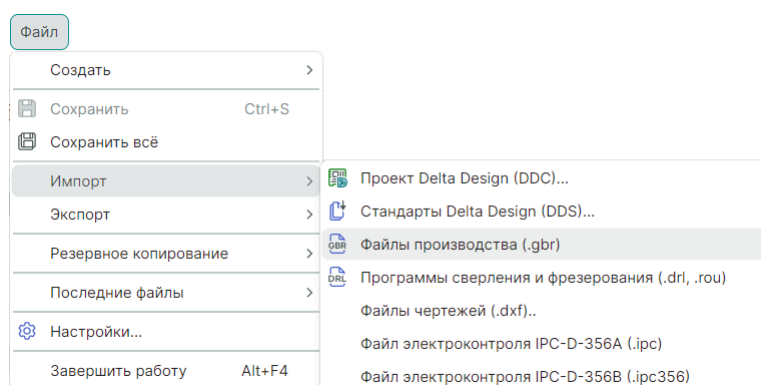 Файл
Создать
Сохранить Ctrl+S
Сохранить всё
Импорт
Экспорт
Резервное копирование
Последние файлы
Настройки...
Завершить работу Alt+F4
Проект Delta Design (DDC)...
Стандарты Delta Design (DDS)...
GBR Файлы производства (.gbr)
DRL Программы сверления и фрезерования (.drl, .rou)
Файлы чертежей (.dxf)..
Файл электроконтроля IPC-D-356A (.ipc)
Файл электроконтроля IPC-D-356B (.ipc356)